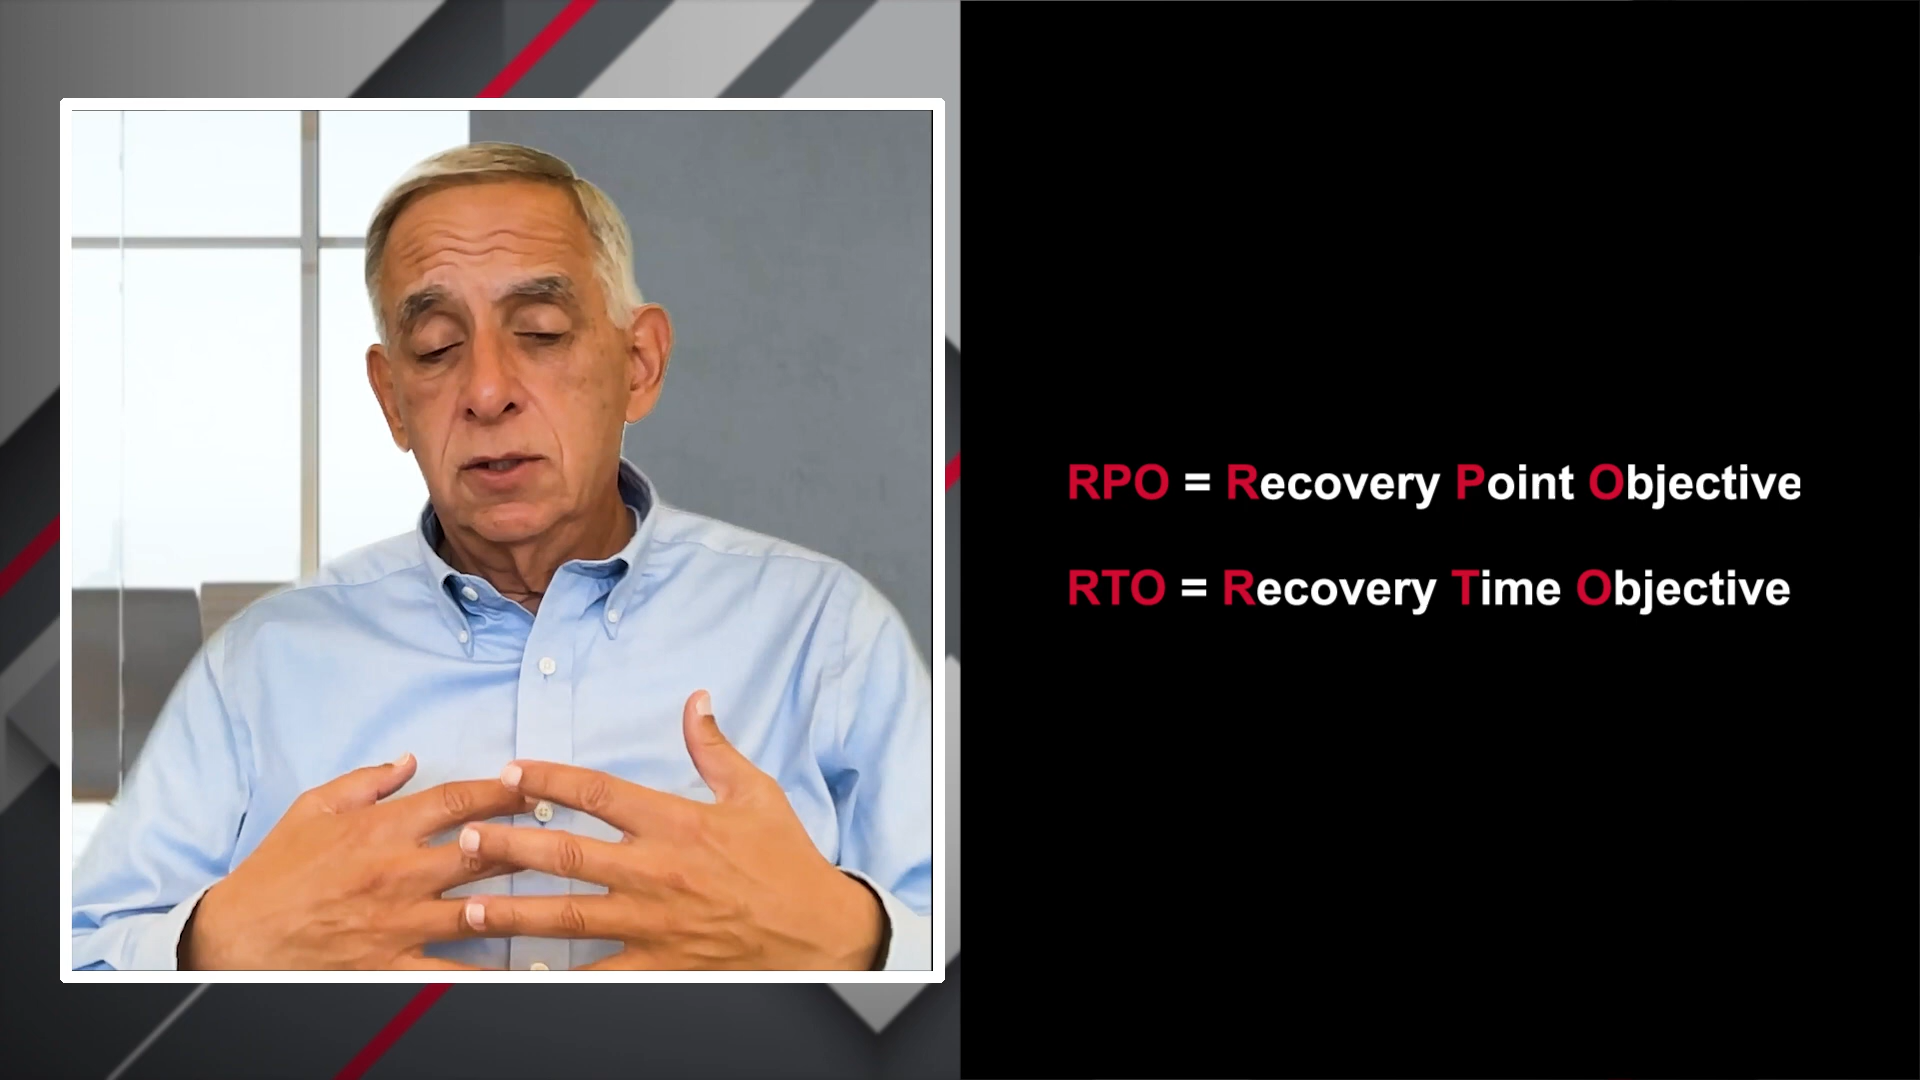 RPO = Recovery Point Objective
RTO = Recovery Time Objective